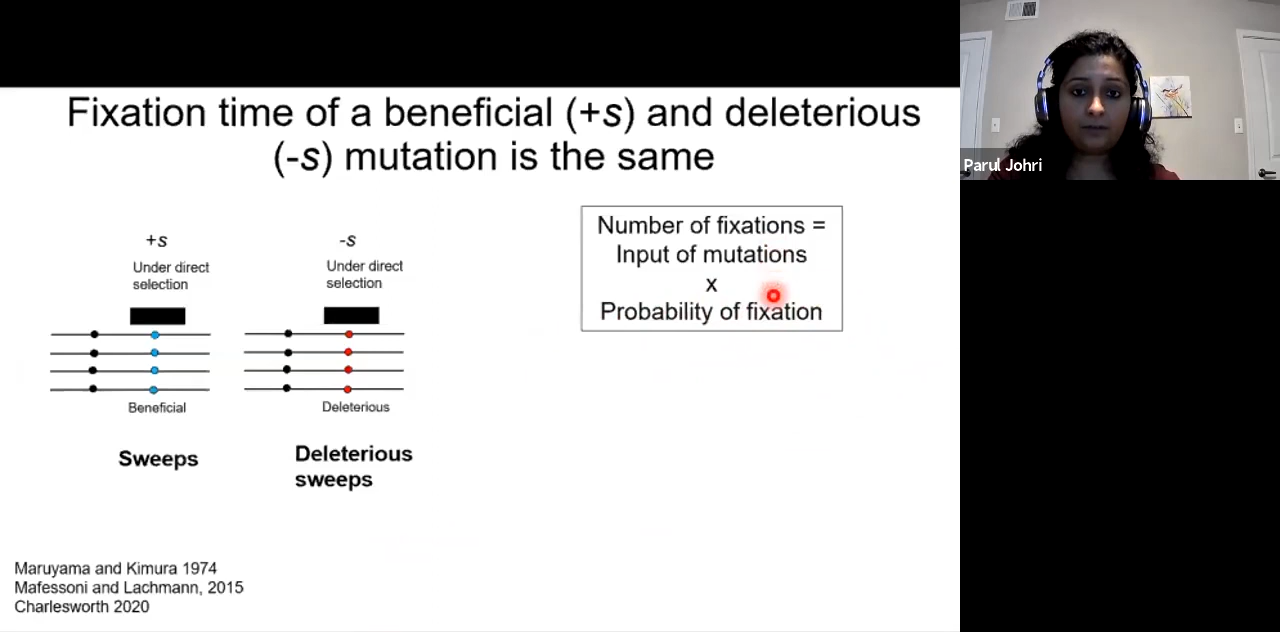 Fixation time of a beneficial (+s) and deleterious
(-s) mutation is the same
+s
Under direct
selection
Beneficial
Sweeps
-s
Under direct
selection
Deleterious
Deleterious
sweeps
Number of fixations =
Input of mutations
x
Probability of fixation
Maruyama and Kimura 1974
Mafessoni and Lachmann, 2015
Charlesworth 2020
Parul Johri